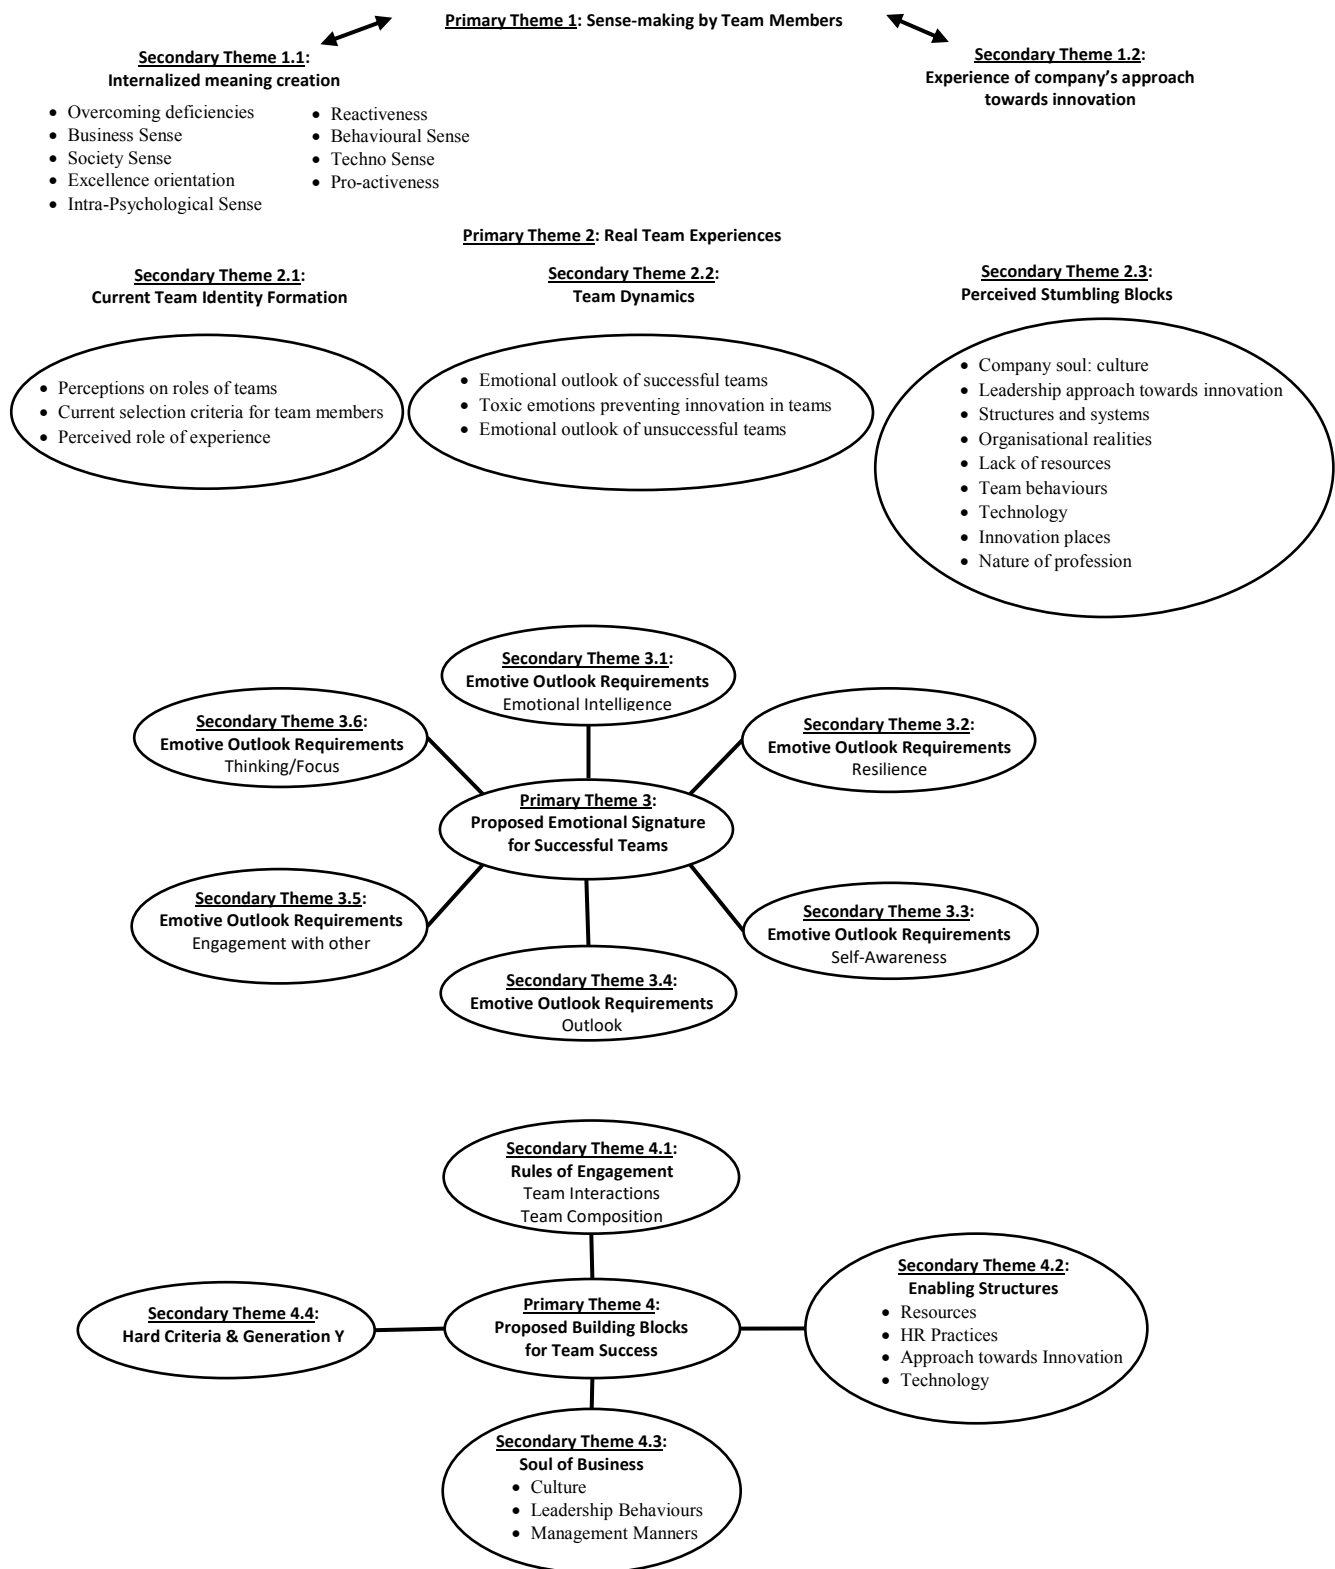 Primary Theme 1: Sense-making by Team Members
Secondary Theme 1.1:
Internalized meaning creation
• Overcoming deficiencies
• Business Sense
• Society Sense
• Excellence orientation
• Intra-Psychological Sense
• Reactiveness
• Behavioural Sense
• Techno Sense
• Pro-activeness
Secondary Theme 1.2:
Experience of company's approach
towards innovation
Primary Theme 2: Real Team Experiences
Secondary Theme 2.1:
Current Team Identity Formation
• Perceptions on roles of teams
• Current selection criteria for team members
• Perceived role of experience
Secondary Theme 2.2:
Team Dynamics
• Emotional outlook of successful teams
• Toxic emotions preventing innovation in teams
• Emotional outlook of unsuccessful teams
Secondary Theme 2.3:
Perceived Stumbling Blocks
• Company soul: culture
• Leadership approach towards innovation
• Structures and systems
• Organisational realities
• Lack of resources
• Team behaviours
• Technology
• Innovation places
• Nature of profession
Secondary Theme 3.1:
Emotive Outlook Requirements
Emotional Intelligence
Secondary Theme 3.6:
Emotive Outlook Requirements
Thinking/Focus
Secondary Theme 3.2:
Emotive Outlook Requirements
Resilience
Primary Theme 3:
Proposed Emotional Signature
for Successful Teams
Secondary Theme 3.5:
Emotive Outlook Requirements
Engagement with other
Secondary Theme 3.3:
Emotive Outlook Requirements
Self-Awareness
Secondary Theme 3.4:
Emotive Outlook Requirements
Outlook
Secondary Theme 4.1:
Rules of Engagement
Team Interactions
Team Composition
Secondary Theme 4.4:
Hard Criteria & Generation Y
Primary Theme 4:
Proposed Building Blocks
for Team Success
Secondary Theme 4.2:
Enabling Structures
• Resources
• HR Practices
• Approach towards Innovation
• Technology
Secondary Theme 4.3:
Soul of Business
• Culture
• Leadership Behaviours
• Management Manners